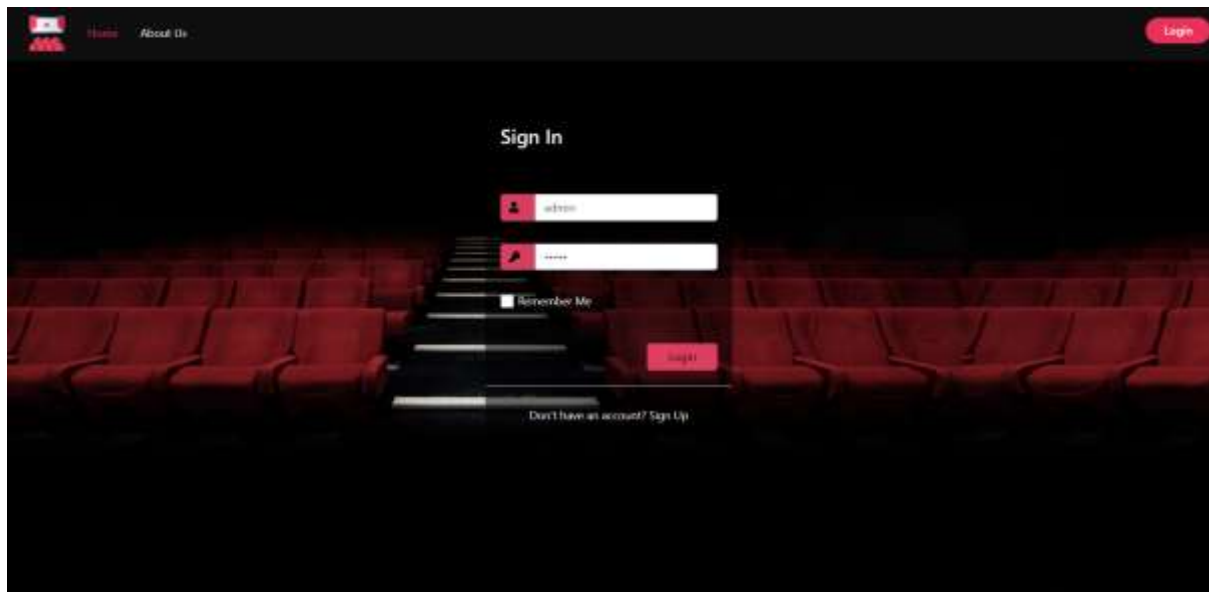 Home About Us Login
Sign In
admin
•••••
Remember Me
Login
Don't have an account? Sign Up